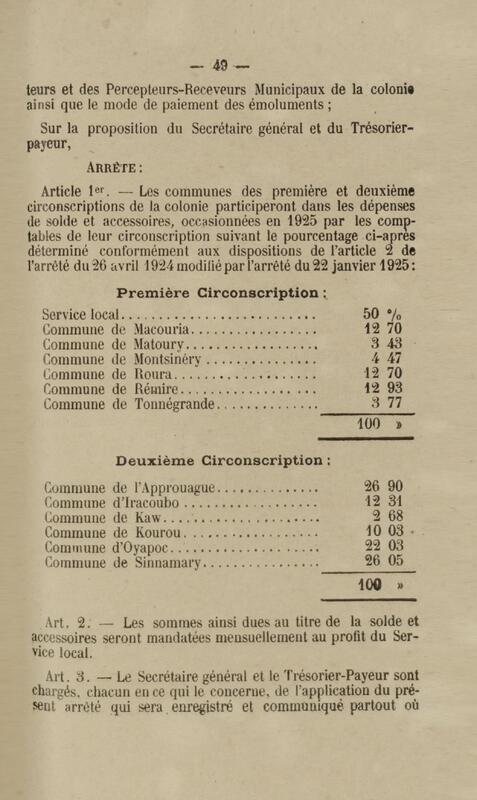 — 49 —
teurs et des Percepteurs-Receveurs Municipaux de la colonie
ainsi que le mode de paiement des émoluments ;
Sur la proposition du Secrétaire général et du Trésorier-
payeur,
ARRÊTE :
Article 1er. — Les communes des première et deuxième
circonscriptions de la colonie participeront dans les dépenses
de solde et accessoires, occasionnées en 1925 par les comp-
tables de leur circonscription suivant le pourcentage ci-après
déterminé conformément aux dispositions de l'article 2 de
l'arrêté du 26 avril 1924 modifié par l'arrêté du 22 janvier 1925 :
Première Circonscription :
Service local........................ 50 %
Commune de Macouria................. 12 70
Commune de Matoury.................. 3 43
Commune de Montsinéry ............... 4 47
Commune de Roura.................... 12 70
Commune de Rémire................... 12 93
Commune de Tonnégrande.............. 3 77
100 »
Deuxième Circonscription :
Commune de l'Approuague.............. 26 90
Commune d'Iracoubo .................. 12 31
Commune de Kaw...................... 2 68
Commune de Kourou................... 10 03
Commune d'Oyapoc.................... 22 03
Commune de Sinnamary................ 26 05
100 »
Art. 2. — Les sommes ainsi dues au titre de la solde et
accessoires seront mandatées mensuellement au profit du Ser-
vice local.
Art. 3. — Le Secrétaire général et le Trésorier-Payeur sont
chargés, chacun en ce qui le concerne, de l'application du pré-
sent arrêté qui sera enregistré et communiqué partout où